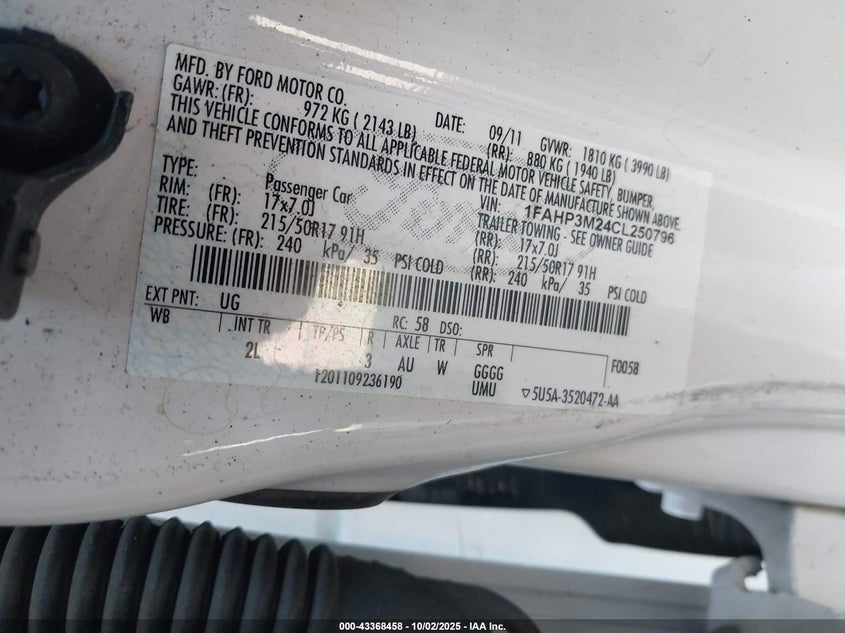 MFD. BY FORD MOTOR CO.
DATE: 09/11 GVWR: 1810 KG ( 3990 LB)
GAWR: (FR): 972 KG ( 2143 LB) (RR): 880 KG ( 1940 LB)
THIS VEHICLE CONFORMS TO ALL APPLICABLE FEDERAL MOTOR VEHICLE SAFETY, BUMPER,
AND THEFT PREVENTION STANDARDS IN EFFECT ON THE DATE OF MANUFACTURE SHOWN ABOVE.
VIN: 1FAHP3M24CL250796
TYPE: Passenger Car TRAILER TOWING - SEE OWNER GUIDE
RIM: (FR): 17x7.0J (RR): 17x7.0J
TIRE: (FR): 215/50R17 91H (RR): 215/50R17 91H
PRESSURE: (FR): 240 kPa/ 35 PSI COLD (RR): 240 kPa/ 35 PSI COLD
EXT PNT: UG RC: 58 DSO:
WB INT TR TP/PS R AXLE TR SPR F0058
2L 3 AU W GGGG
UMU
F201109236190 ▽5U5A-3520472-AA
000-43368458 - 10/02/2025 - IAA Inc.